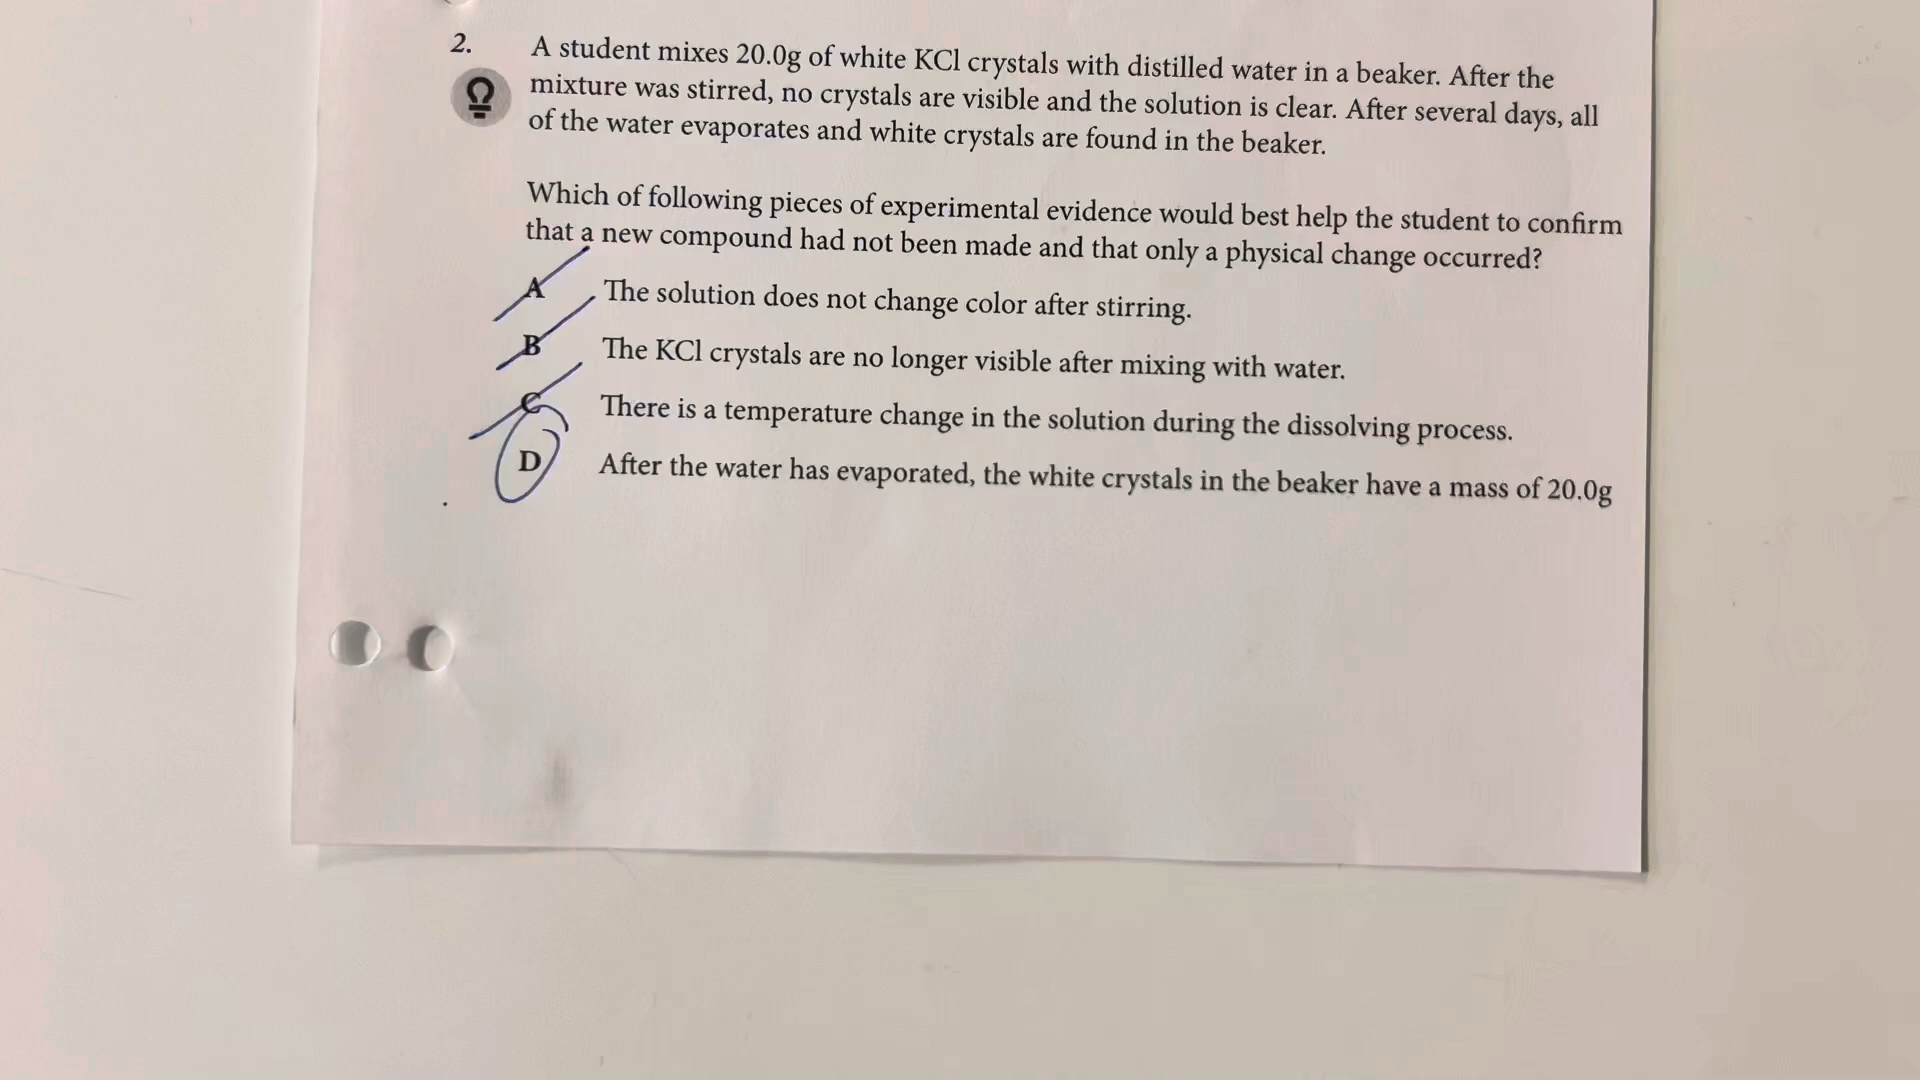 2. A student mixes 20.0g of white KCl crystals with distilled water in a beaker. After the
mixture was stirred, no crystals are visible and the solution is clear. After several days, all
of the water evaporates and white crystals are found in the beaker.
Which of following pieces of experimental evidence would best help the student to confirm
that a new compound had not been made and that only a physical change occurred?
A The solution does not change color after stirring.
B The KCl crystals are no longer visible after mixing with water.
C There is a temperature change in the solution during the dissolving process.
D After the water has evaporated, the white crystals in the beaker have a mass of 20.0g